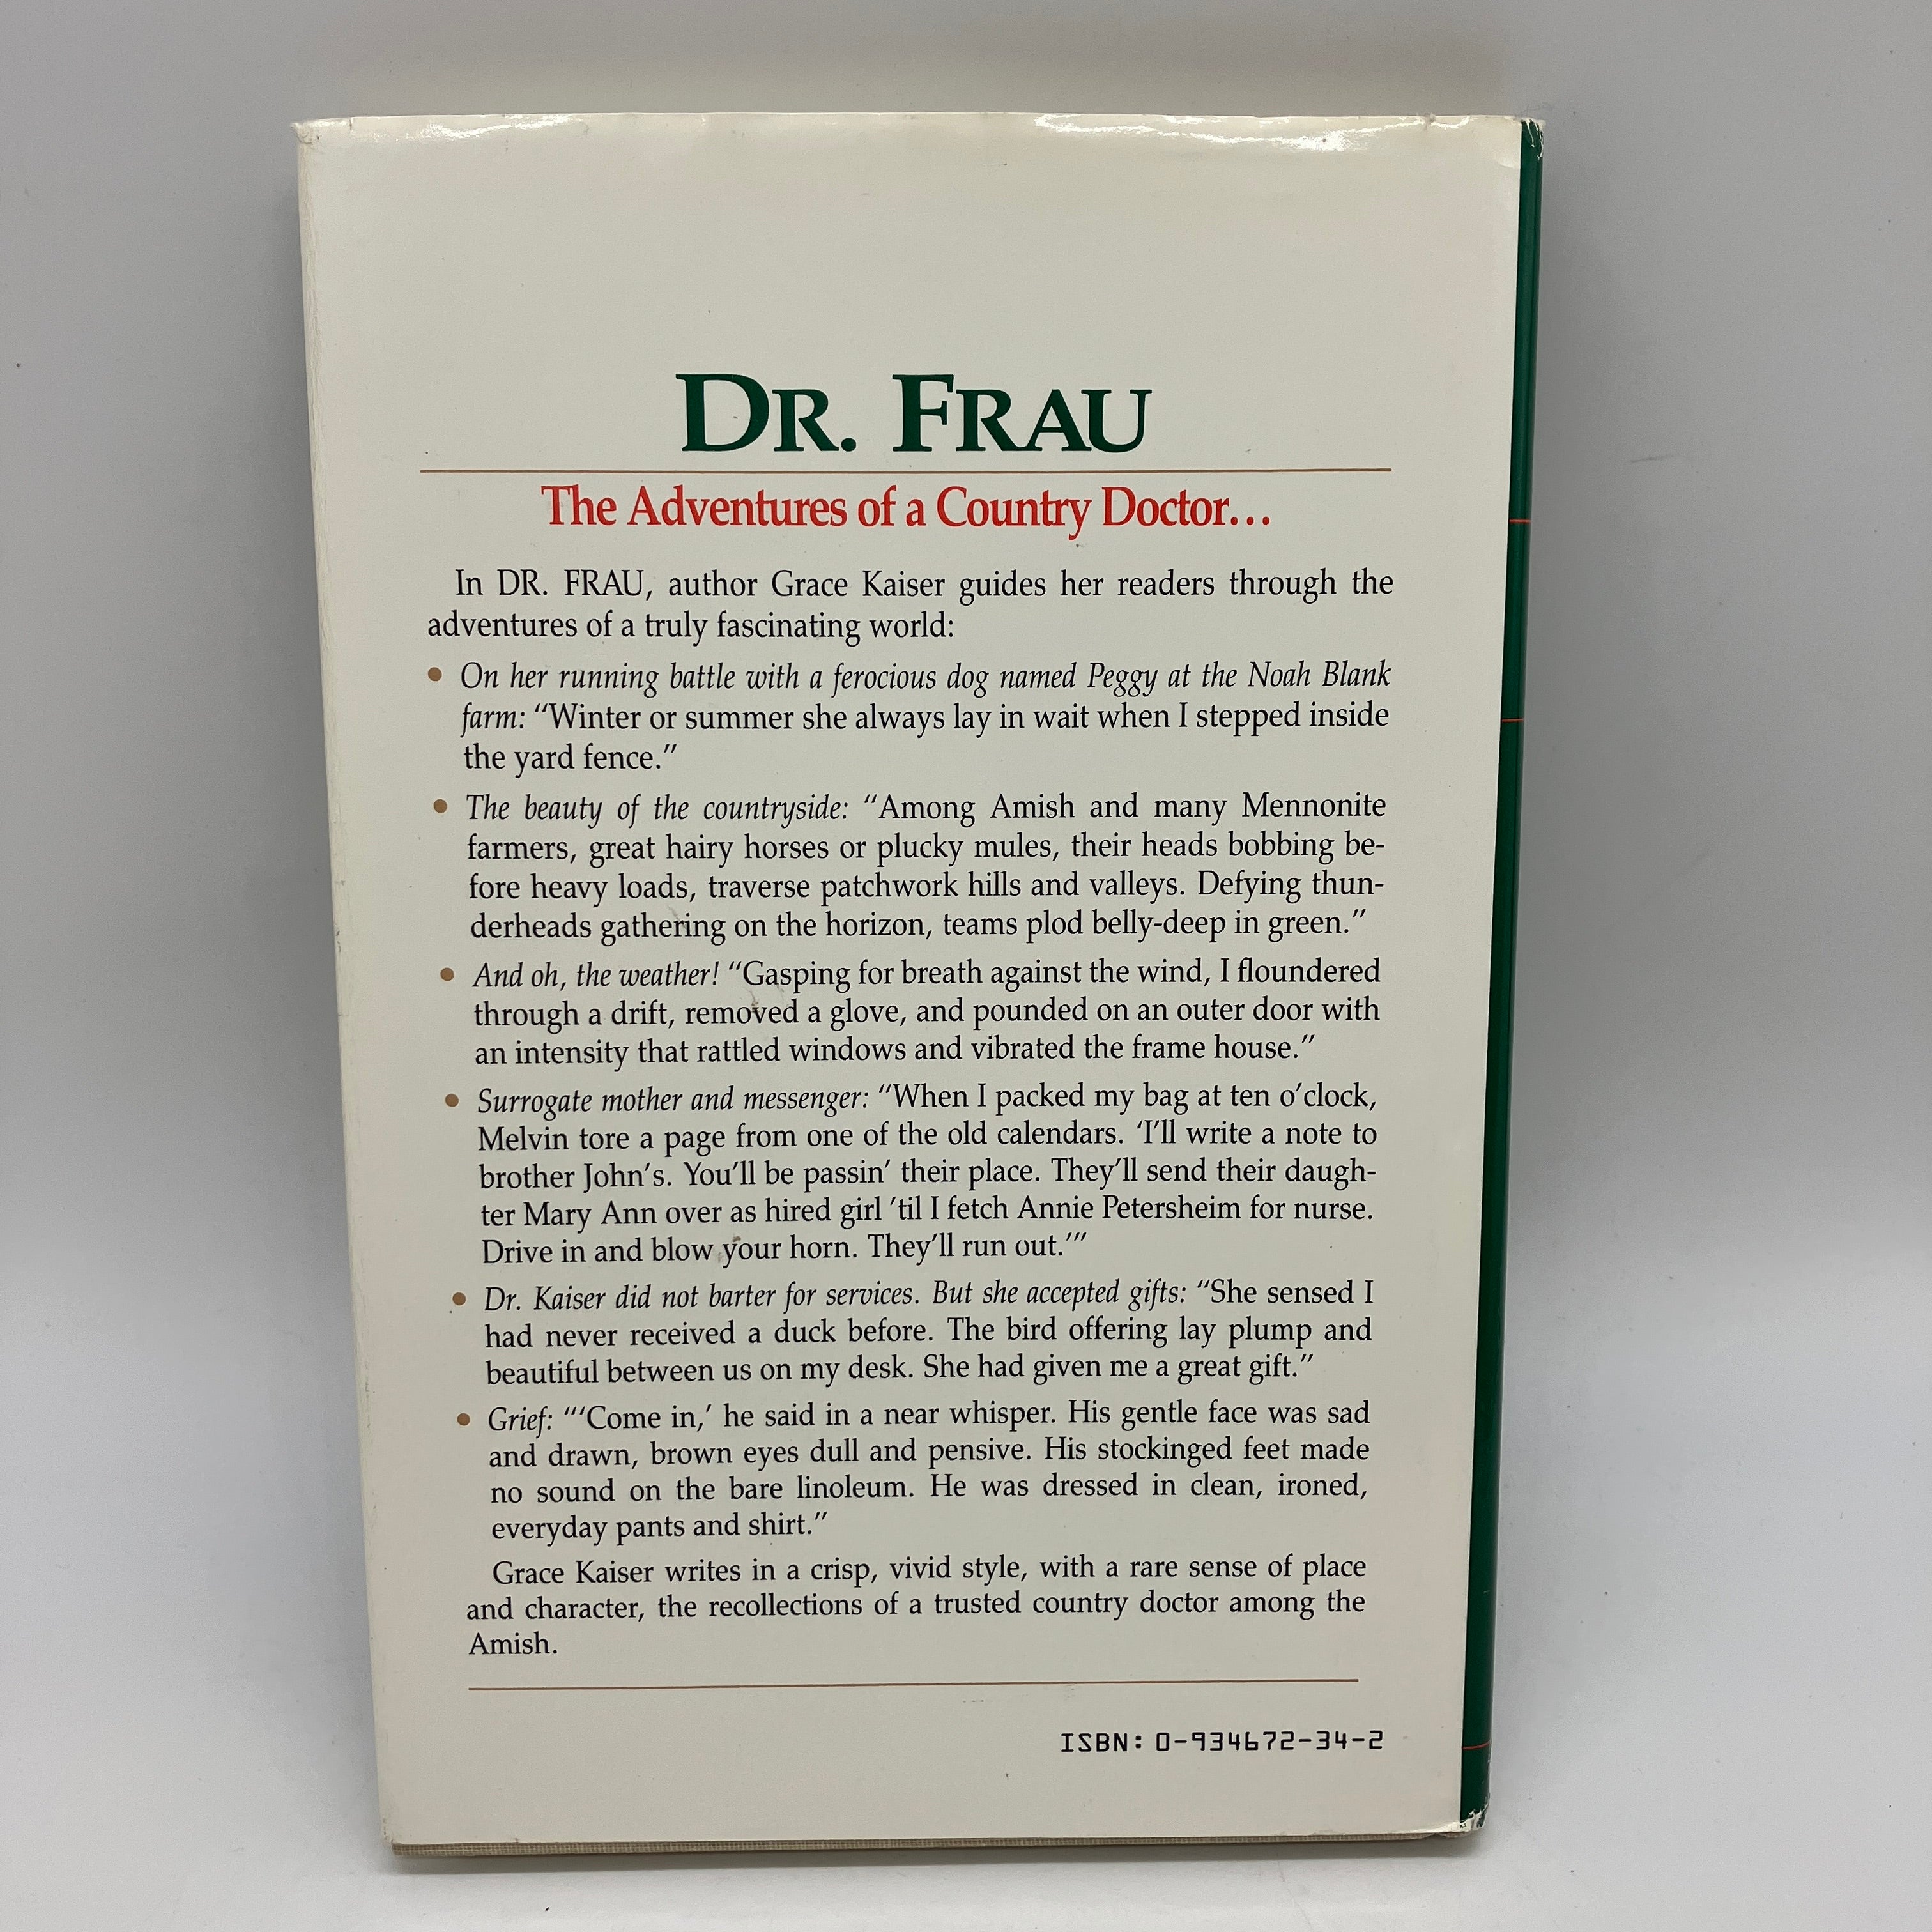 DR. FRAU
The Adventures of a Country Doctor...
In DR. FRAU, author Grace Kaiser guides her readers through the
adventures of a truly fascinating world:
• On her running battle with a ferocious dog named Peggy at the Noah Blank
farm: “Winter or summer she always lay in wait when I stepped inside
the yard fence.”
• The beauty of the countryside: “Among Amish and many Mennonite
farmers, great hairy horses or plucky mules, their heads bobbing be-
fore heavy loads, traverse patchwork hills and valleys. Defying thun-
derheads gathering on the horizon, teams plod belly-deep in green.”
• And oh, the weather! “Gasping for breath against the wind, I floundered
through a drift, removed a glove, and pounded on an outer door with
an intensity that rattled windows and vibrated the frame house.”
• Surrogate mother and messenger: “When I packed my bag at ten o’clock,
Melvin tore a page from one of the old calendars. ‘I’ll write a note to
brother John’s. You’ll be passin’ their place. They’ll send their daugh-
ter Mary Ann over as hired girl ’til I fetch Annie Petersheim for nurse.
Drive in and blow your horn. They’ll run out.’”
• Dr. Kaiser did not barter for services. But she accepted gifts: “She sensed I
had never received a duck before. The bird offering lay plump and
beautiful between us on my desk. She had given me a great gift.”
• Grief: “‘Come in,’ he said in a near whisper. His gentle face was sad
and drawn, brown eyes dull and pensive. His stockinged feet made
no sound on the bare linoleum. He was dressed in clean, ironed,
everyday pants and shirt.”
Grace Kaiser writes in a crisp, vivid style, with a rare sense of place
and character, the recollections of a trusted country doctor among the
Amish.
ISBN: 0-934672-34-2